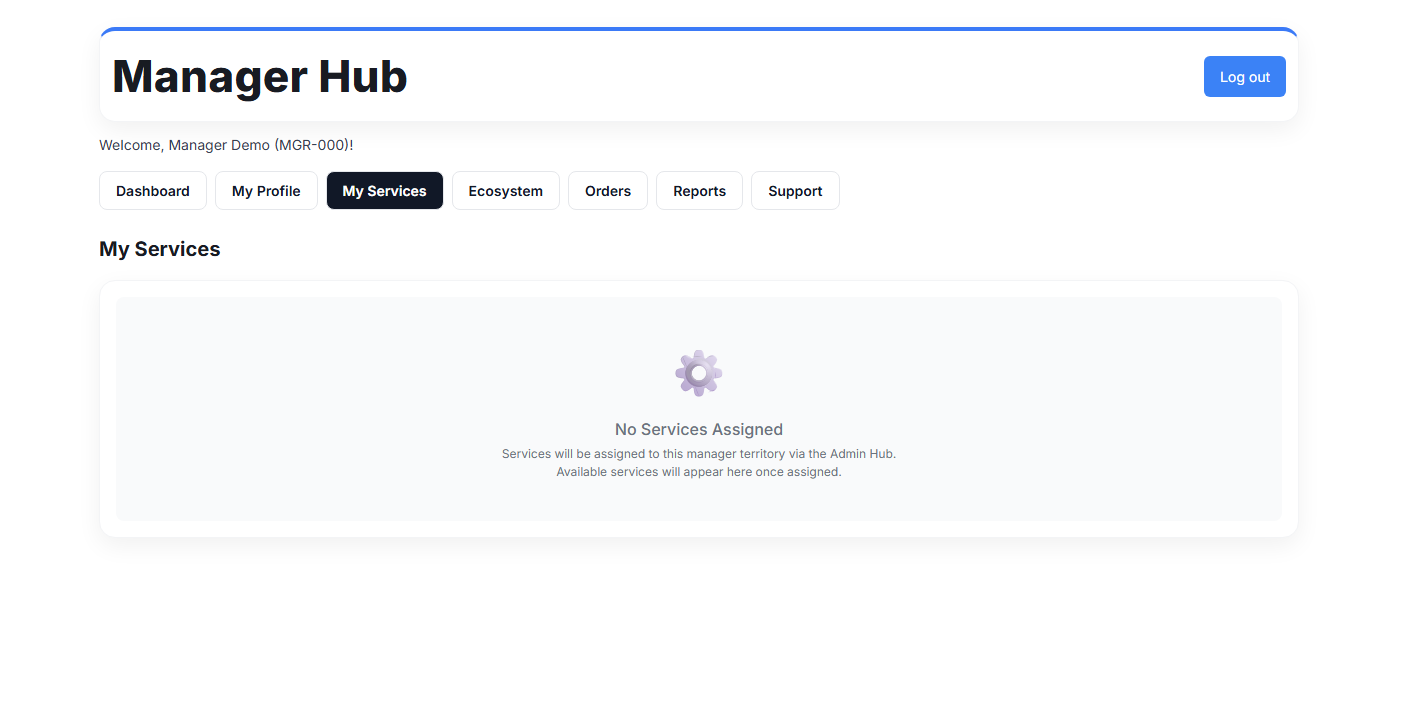 Manager Hub
Log out
Welcome, Manager Demo (MGR-000)!
Dashboard
My Profile
My Services
Ecosystem
Orders
Reports
Support
My Services
No Services Assigned
Services will be assigned to this manager territory via the Admin Hub.
Available services will appear here once assigned.